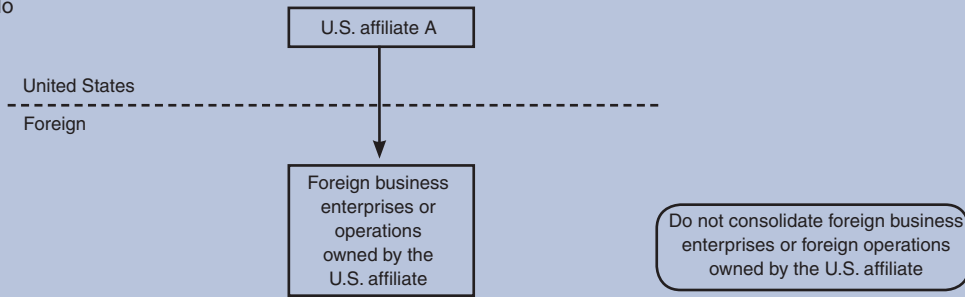 U.S. affiliate A
United States
Foreign
Foreign business
enterprises or
operations
owned by the
U.S. affiliate
Do not consolidate foreign business
enterprises or foreign operations
owned by the U.S. affiliate